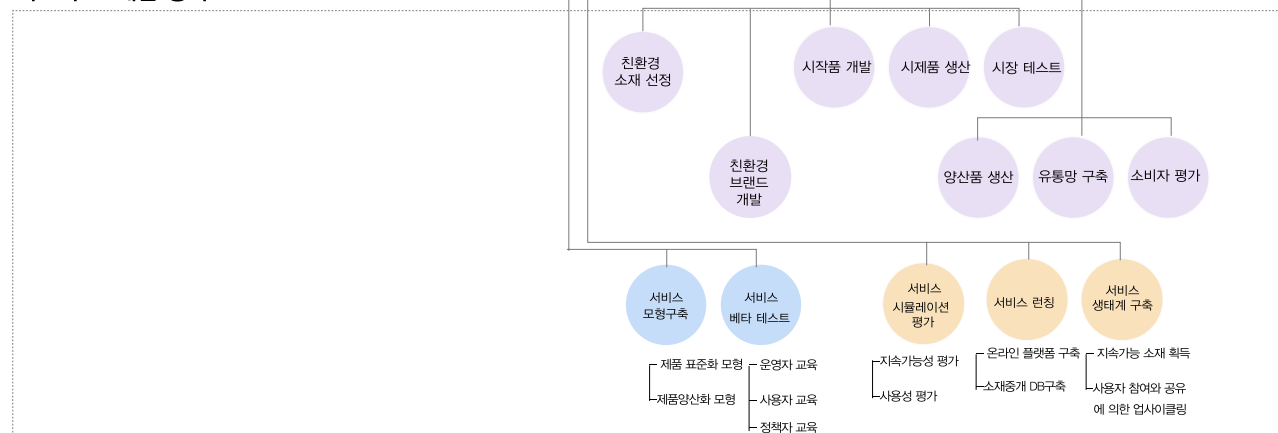 친환경
소재 선정
시작품 개발
시제품 생산
시장 테스트
친환경
브랜드
개발
양산품 생산
유통망 구축
소비자 평가
서비스
모형구축
서비스
베타 테스트
서비스
시뮬레이션
평가
서비스 런칭
서비스
생태계 구축
제품 표준화 모형
제품양산화 모형
운영자 교육
사용자 교육
정책자 교육
지속가능성 평가
사용성 평가
온라인 플랫폼 구축
소재중개 DB구축
지속가능 소재 획득
사용자 참여와 공유
에 의한 업사이클링